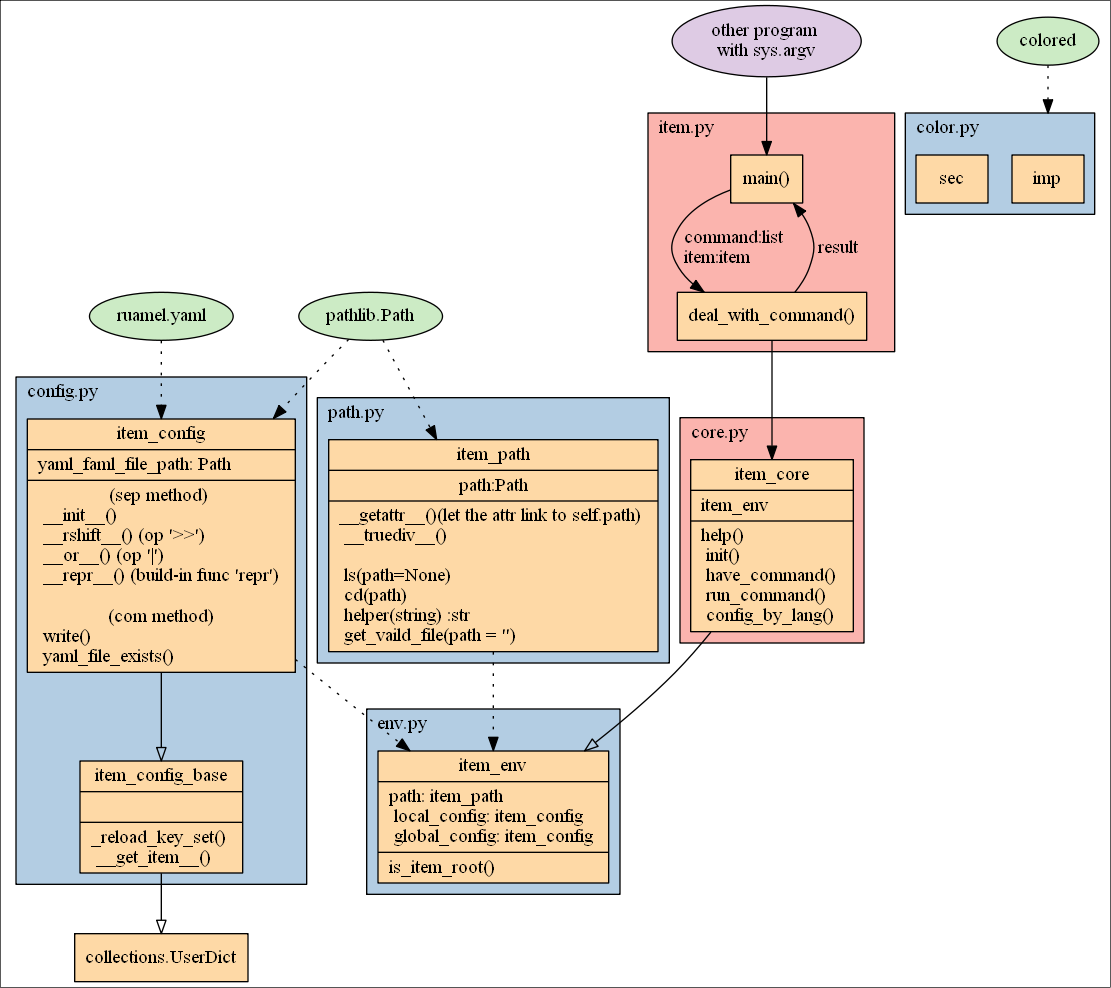 other program
with sys.argv
colored
item.py
main()
command:list
item:item
result
deal_with_command()
color.py
sec
imp
ruamel.yaml
pathlib.Path
config.py
item_config
yaml_faml_file_path: Path
(sep method)
__init__()
__rshift__() (op '>>')
__or__() (op '|')
__repr__() (build-in func 'repr')
(com method)
write()
yaml_file_exists()
item_config_base
_reload_key_set()
__get_item__()
collections.UserDict
path.py
item_path
path:Path
__getattr__()(let the attr link to self.path)
__truediv__()
ls(path=None)
cd(path)
helper(string) :str
get_vaild_file(path = '')
core.py
item_core
item_env
help()
init()
have_command()
run_command()
config_by_lang()
env.py
item_env
path: item_path
local_config: item_config
global_config: item_config
is_item_root()